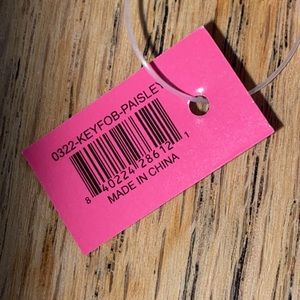 0322-KEYFOB-PAISLEY
8 40224 28612 1
MADE IN CHINA